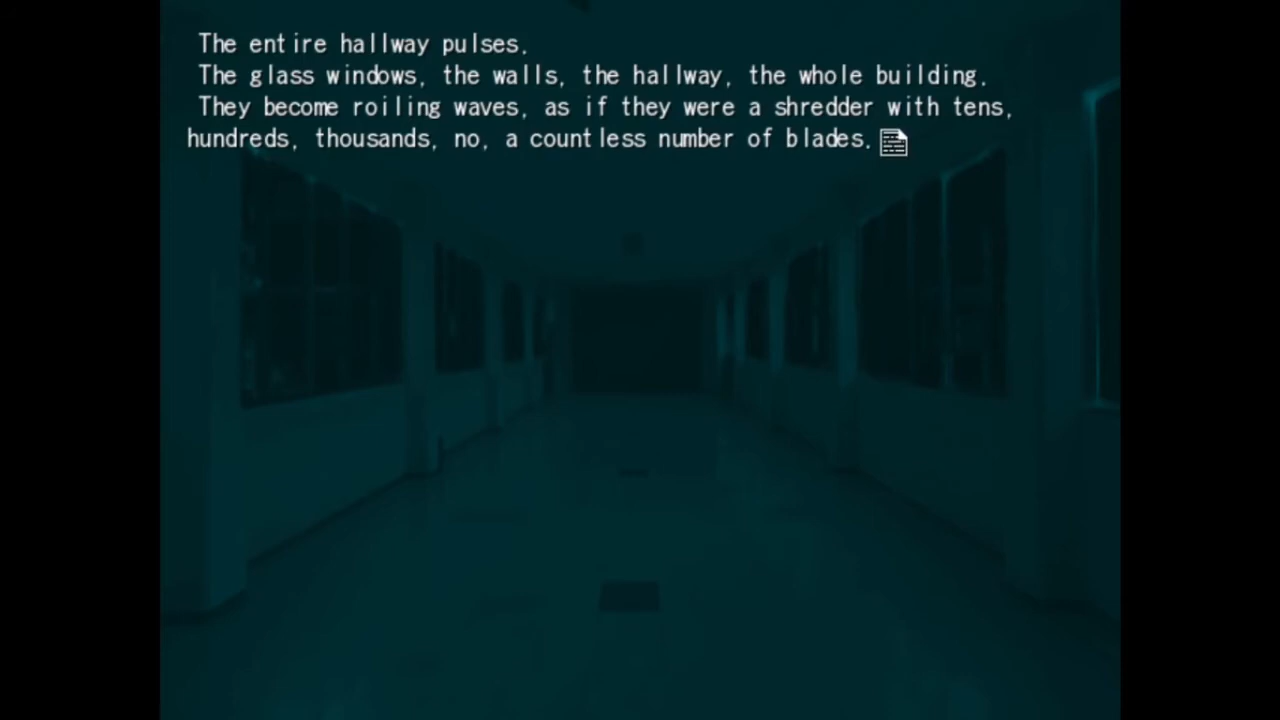 The entire hallway pulses.
The glass windows, the walls, the hallway, the whole building.
They become roiling waves, as if they were a shredder with tens,
hundreds, thousands, no, a countless number of blades.